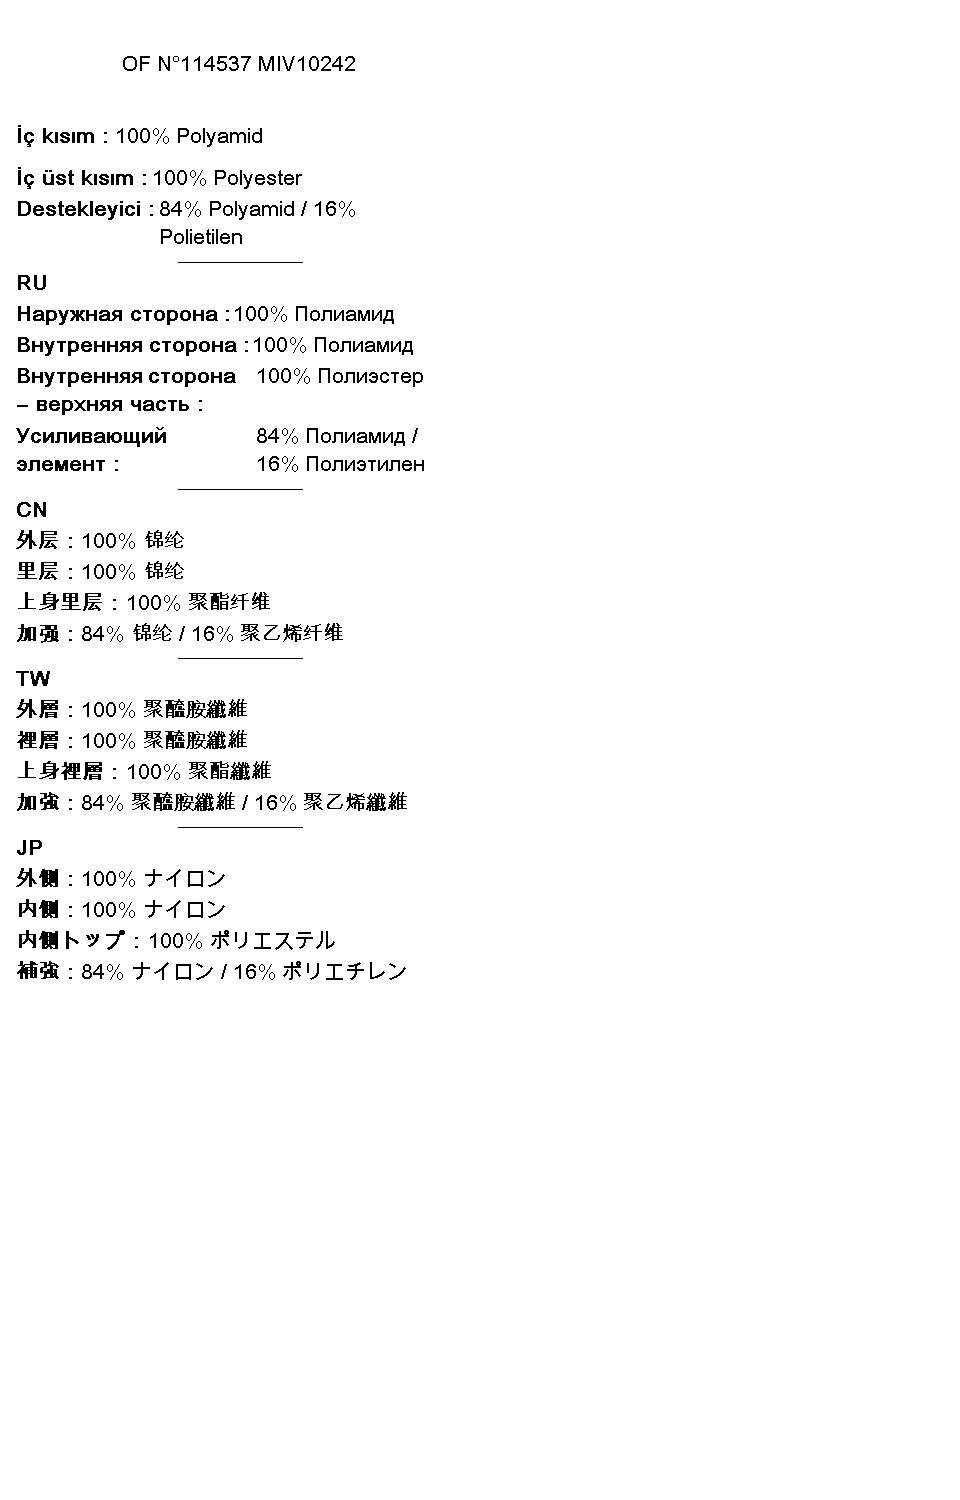 OF N°114537 MIV10242
İç kısım : 100% Polyamid
İç üst kısım : 100% Polyester
Destekleyici : 84% Polyamid / 16%
Polietilen
RU
Наружная сторона : 100% Полиамид
Внутренняя сторона : 100% Полиамид
Внутренняя сторона 100% Полиэстер
– верхняя часть :
Усиливающий 84% Полиамид /
элемент : 16% Полиэтилен
CN
外层 : 100% 锦纶
里层 : 100% 锦纶
上身里层 : 100% 聚酯纤维
加强 : 84% 锦纶 / 16% 聚乙烯纤维
TW
外層 : 100% 聚醯胺纖維
裡層 : 100% 聚醯胺纖維
上身裡層 : 100% 聚酯纖維
加強 : 84% 聚醯胺纖維 / 16% 聚乙烯纖維
JP
外側 : 100% ナイロン
内側 : 100% ナイロン
内側トップ : 100% ポリエステル
補強 : 84% ナイロン / 16% ポリエチレン